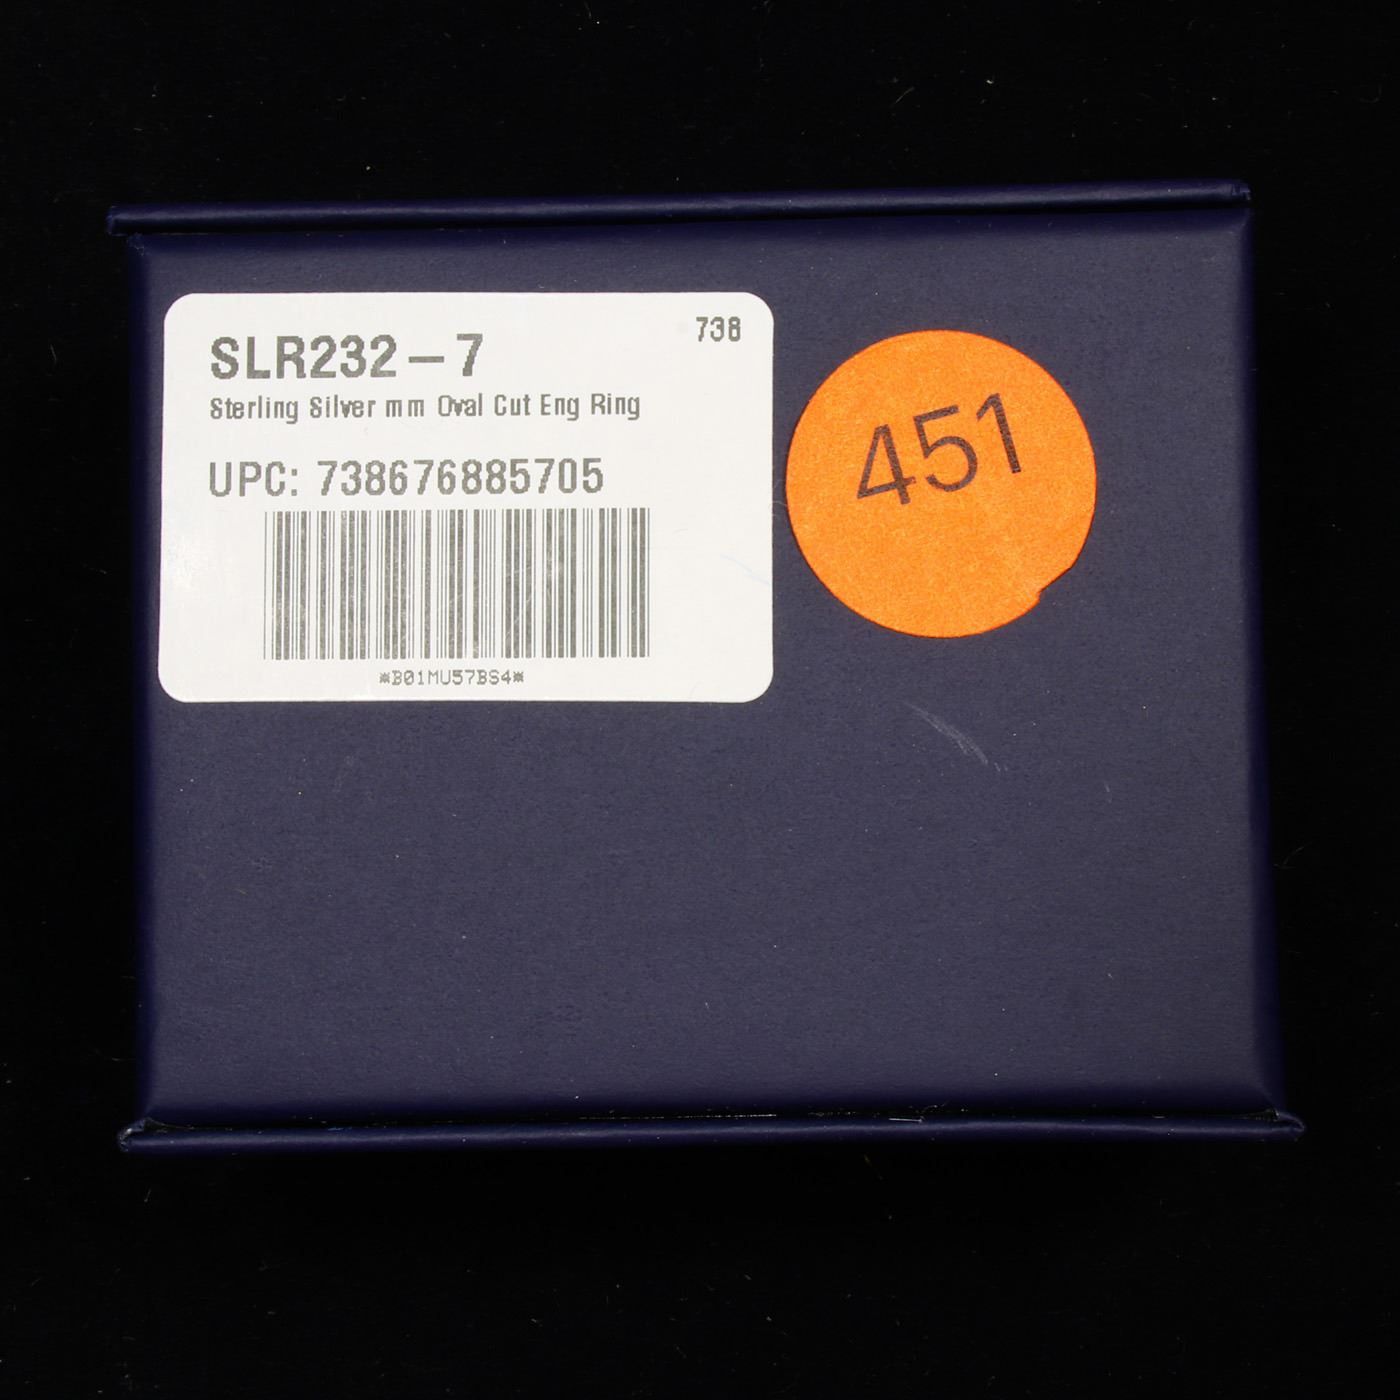 738
SLR232-7
Sterling Silver mm Oval Cut Eng Ring
UPC: 738676885705
*B01MU57BS4*
451